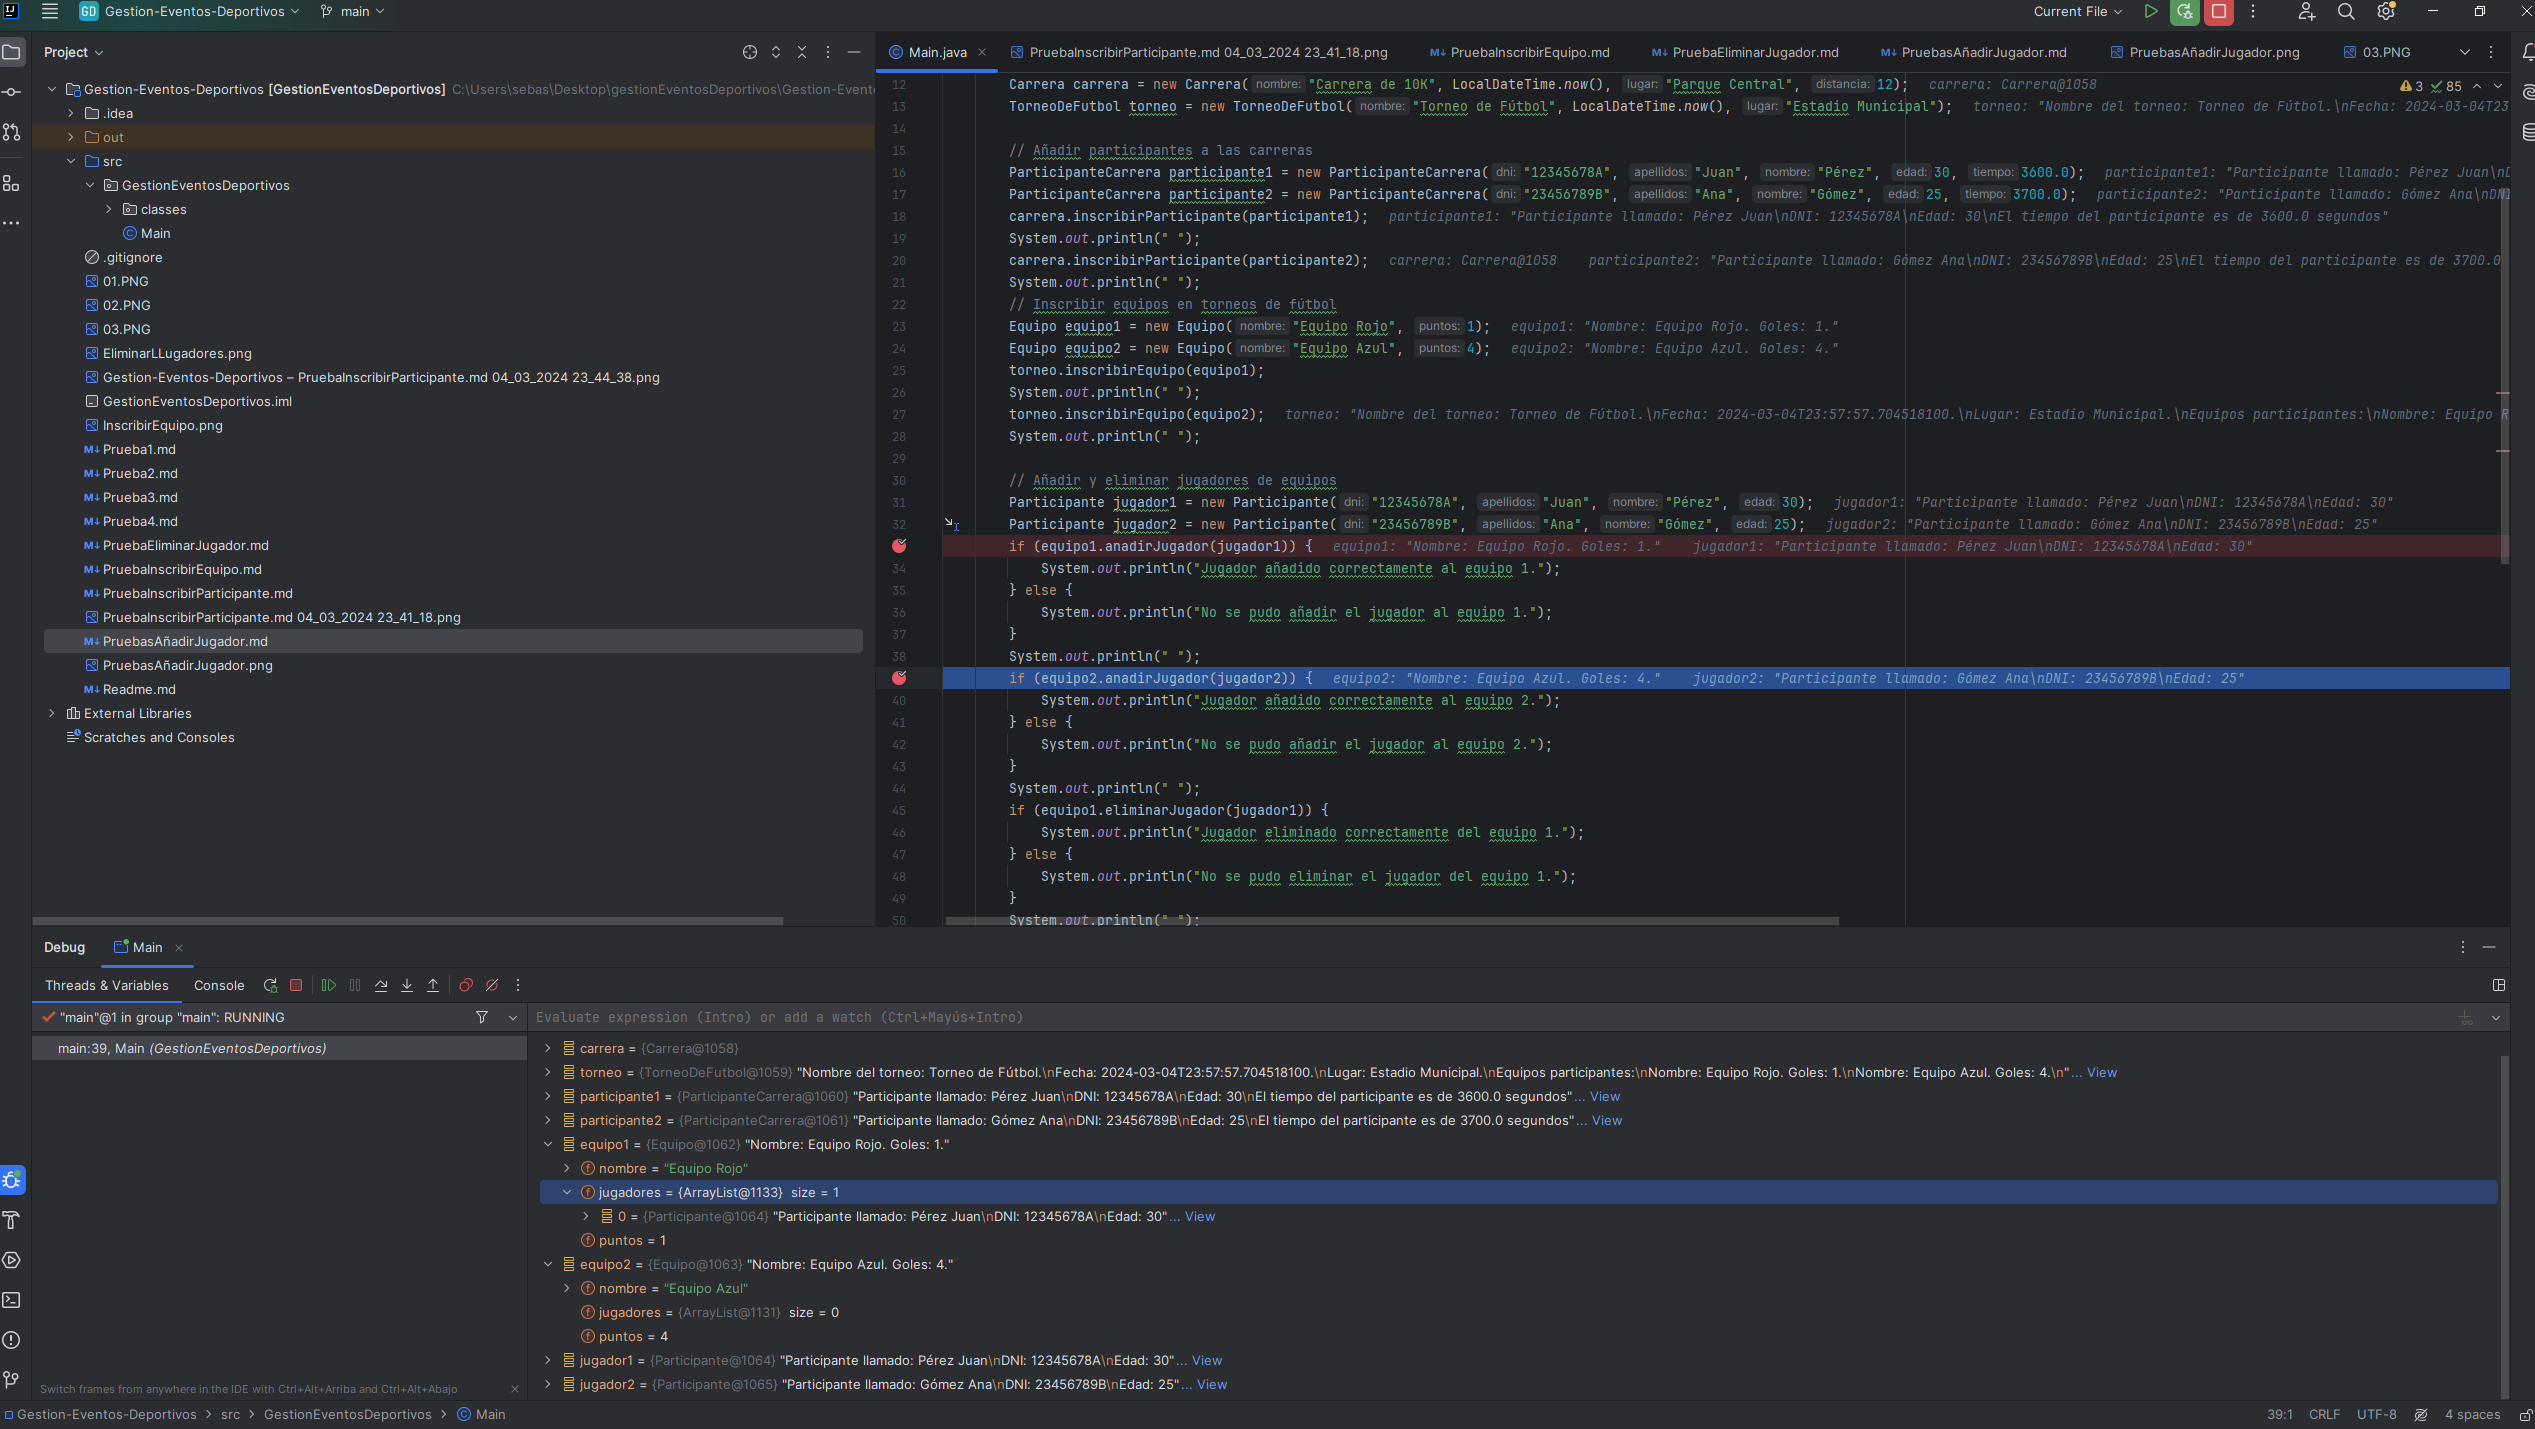 GD Gestion-Eventos-Deportivos main Current File
Project
Gestion-Eventos-Deportivos [GestionEventosDeportivos] C:\Users\sebas\Desktop\gestionEventosDeportivos\Gestion-Event
.idea
out
src
GestionEventosDeportivos
classes
Main
.gitignore
01.PNG
02.PNG
03.PNG
EliminarLLugadores.png
Gestion-Eventos-Deportivos – PruebaInscribirParticipante.md 04_03_2024 23_44_38.png
GestionEventosDeportivos.iml
InscribirEquipo.png
Prueba1.md
Prueba2.md
Prueba3.md
Prueba4.md
PruebaEliminarJugador.md
PruebaInscribirEquipo.md
PruebaInscribirParticipante.md
PruebaInscribirParticipante.md 04_03_2024 23_41_18.png
PruebasAñadirJugador.md
PruebasAñadirJugador.png
Readme.md
External Libraries
Scratches and Consoles
Main.java PruebaInscribirParticipante.md 04_03_2024 23_41_18.png PruebaInscribirEquipo.md PruebaEliminarJugador.md PruebasAñadirJugador.md PruebasAñadirJugador.png 03.PNG
3 85
12 Carrera carrera = new Carrera( nombre: "Carrera de 10K", LocalDateTime.now(), lugar: "Parque Central", distancia: 12); carrera: Carrera@1058
13 TorneoDeFutbol torneo = new TorneoDeFutbol( nombre: "Torneo de Fútbol", LocalDateTime.now(), lugar: "Estadio Municipal"); torneo: "Nombre del torneo: Torneo de Fútbol.\nFecha: 2024-03-04T23
14
15 // Añadir participantes a las carreras
16 ParticipanteCarrera participante1 = new ParticipanteCarrera( dni: "12345678A", apellidos: "Juan", nombre: "Pérez", edad: 30, tiempo: 3600.0); participante1: "Participante llamado: Pérez Juan\nD
17 ParticipanteCarrera participante2 = new ParticipanteCarrera( dni: "23456789B", apellidos: "Ana", nombre: "Gómez", edad: 25, tiempo: 3700.0); participante2: "Participante llamado: Gómez Ana\nDNI
18 carrera.inscribirParticipante(participante1); participante1: "Participante llamado: Pérez Juan\nDNI: 12345678A\nEdad: 30\nEl tiempo del participante es de 3600.0 segundos"
19 System.out.println(" ");
20 carrera.inscribirParticipante(participante2); carrera: Carrera@1058 participante2: "Participante llamado: Gómez Ana\nDNI: 23456789B\nEdad: 25\nEl tiempo del participante es de 3700.0
21 System.out.println(" ");
22 // Inscribir equipos en torneos de fútbol
23 Equipo equipo1 = new Equipo( nombre: "Equipo Rojo", puntos: 1); equipo1: "Nombre: Equipo Rojo. Goles: 1."
24 Equipo equipo2 = new Equipo( nombre: "Equipo Azul", puntos: 4); equipo2: "Nombre: Equipo Azul. Goles: 4."
25 torneo.inscribirEquipo(equipo1);
26 System.out.println(" ");
27 torneo.inscribirEquipo(equipo2); torneo: "Nombre del torneo: Torneo de Fútbol.\nFecha: 2024-03-04T23:57:57.704518100.\nLugar: Estadio Municipal.\nEquipos participantes:\nNombre: Equipo R
28 System.out.println(" ");
29
30 // Añadir y eliminar jugadores de equipos
31 Participante jugador1 = new Participante( dni: "12345678A", apellidos: "Juan", nombre: "Pérez", edad: 30); jugador1: "Participante llamado: Pérez Juan\nDNI: 12345678A\nEdad: 30"
32 Participante jugador2 = new Participante( dni: "23456789B", apellidos: "Ana", nombre: "Gómez", edad: 25); jugador2: "Participante llamado: Gómez Ana\nDNI: 23456789B\nEdad: 25"
if (equipo1.anadirJugador(jugador1)) { equipo1: "Nombre: Equipo Rojo. Goles: 1." jugador1: "Participante llamado: Pérez Juan\nDNI: 12345678A\nEdad: 30"
34 System.out.println("Jugador añadido correctamente al equipo 1.");
35 } else {
36 System.out.println("No se pudo añadir el jugador al equipo 1.");
37 }
38 System.out.println(" ");
if (equipo2.anadirJugador(jugador2)) { equipo2: "Nombre: Equipo Azul. Goles: 4." jugador2: "Participante llamado: Gómez Ana\nDNI: 23456789B\nEdad: 25"
40 System.out.println("Jugador añadido correctamente al equipo 2.");
41 } else {
42 System.out.println("No se pudo añadir el jugador al equipo 2.");
43 }
44 System.out.println(" ");
45 if (equipo1.eliminarJugador(jugador1)) {
46 System.out.println("Jugador eliminado correctamente del equipo 1.");
47 } else {
48 System.out.println("No se pudo eliminar el jugador del equipo 1.");
49 }
50 System.out.println(" ");
Debug Main
Threads & Variables Console
"main"@1 in group "main": RUNNING
main:39, Main (GestionEventosDeportivos)
Switch frames from anywhere in the IDE with Ctrl+Alt+Arriba and Ctrl+Alt+Abajo
Evaluate expression (Intro) or add a watch (Ctrl+Mayús+Intro)
carrera = {Carrera@1058}
torneo = {TorneoDeFutbol@1059} "Nombre del torneo: Torneo de Fútbol.\nFecha: 2024-03-04T23:57:57.704518100.\nLugar: Estadio Municipal.\nEquipos participantes:\nNombre: Equipo Rojo. Goles: 1.\nNombre: Equipo Azul. Goles: 4.\n"... View
participante1 = {ParticipanteCarrera@1060} "Participante llamado: Pérez Juan\nDNI: 12345678A\nEdad: 30\nEl tiempo del participante es de 3600.0 segundos"... View
participante2 = {ParticipanteCarrera@1061} "Participante llamado: Gómez Ana\nDNI: 23456789B\nEdad: 25\nEl tiempo del participante es de 3700.0 segundos"... View
equipo1 = {Equipo@1062} "Nombre: Equipo Rojo. Goles: 1."
nombre = "Equipo Rojo"
jugadores = {ArrayList@1133} size = 1
0 = {Participante@1064} "Participante llamado: Pérez Juan\nDNI: 12345678A\nEdad: 30"... View
puntos = 1
equipo2 = {Equipo@1063} "Nombre: Equipo Azul. Goles: 4."
nombre = "Equipo Azul"
jugadores = {ArrayList@1131} size = 0
puntos = 4
jugador1 = {Participante@1064} "Participante llamado: Pérez Juan\nDNI: 12345678A\nEdad: 30"... View
jugador2 = {Participante@1065} "Participante llamado: Gómez Ana\nDNI: 23456789B\nEdad: 25"... View
Gestion-Eventos-Deportivos > src > GestionEventosDeportivos > Main 39:1 CRLF UTF-8 4 spaces